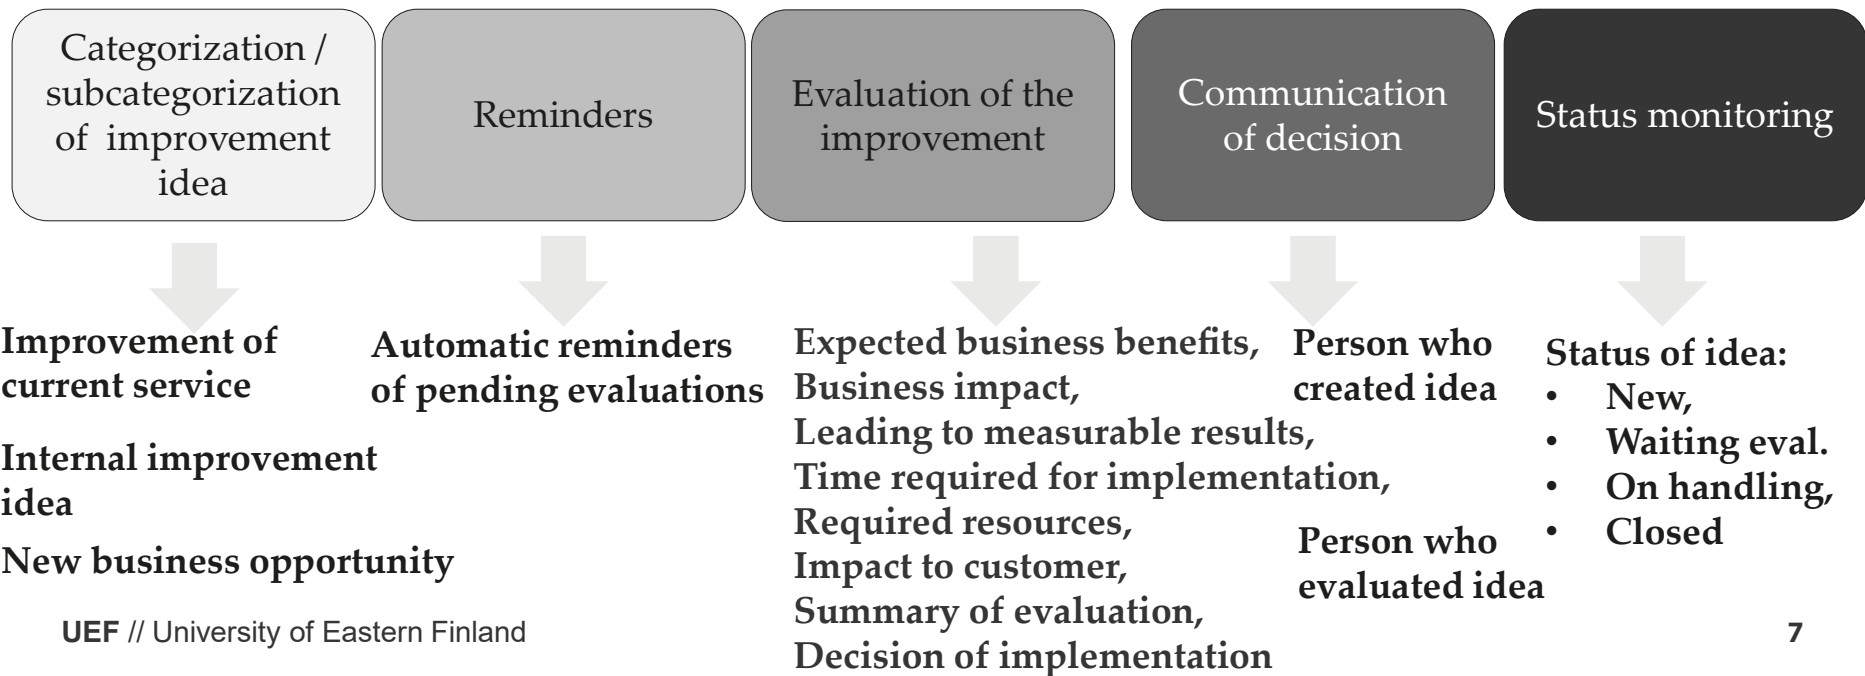 Categorization /
subcategorization
of improvement
idea
Reminders
Evaluation of the
improvement
Communication
of decision
Status monitoring
Improvement of
current service
Internal improvement
idea
New business opportunity
Automatic reminders
of pending evaluations
Expected business benefits,
Business impact,
Leading to measurable results,
Time required for implementation,
Required resources,
Impact to customer,
Summary of evaluation,
Decision of implementation
Person who
created idea
Person who
evaluated idea
Status of idea:
• New,
• Waiting eval.
• On handling,
• Closed
UEF // University of Eastern Finland
7